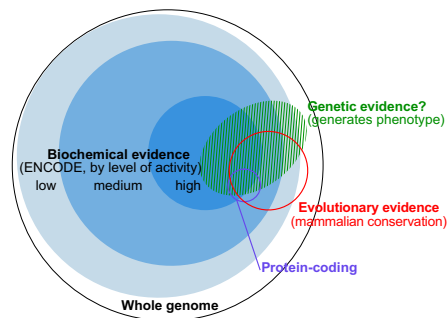 Genetic evidence?
(generates phenotype)
Biochemical evidence
(ENCODE, by level of activity)
low medium high
Evolutionary evidence
(mammalian conservation)
Protein-coding
Whole genome